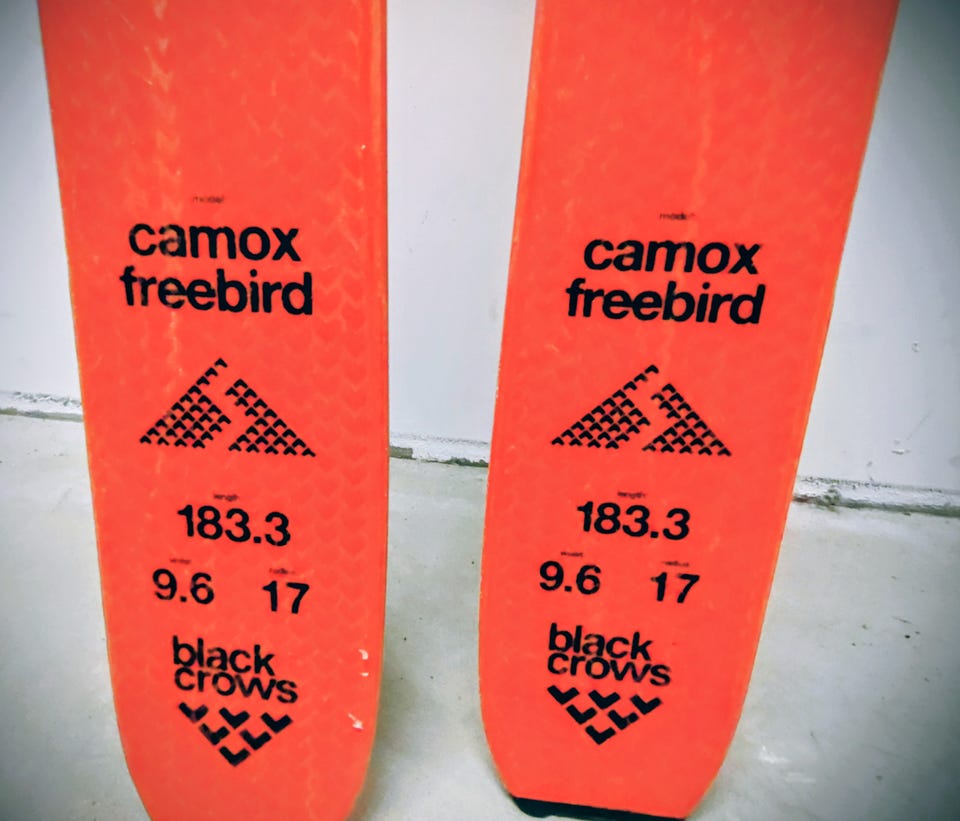 model
camox
freebird
length
183.3
waist radius
9.6 17
black
crows
model
camox
freebird
length
183.3
waist radius
9.6 17
black
crows